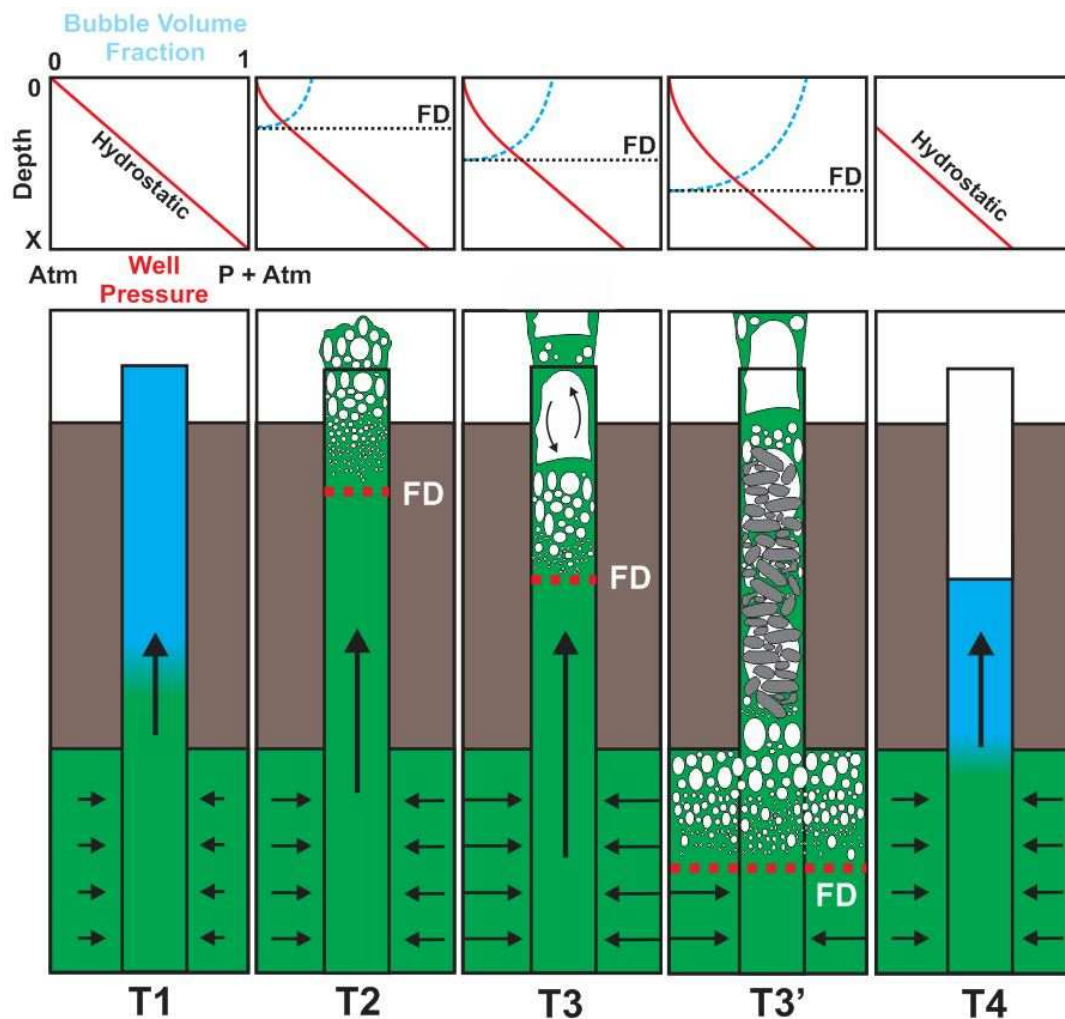 Bubble Volume
Fraction
0 1
0
Depth
X
Hydrostatic
FD
FD
FD
Hydrostatic
Atm
Well
Pressure
P + Atm
FD
FD
FD
T1
T2
T3
T3’
T4